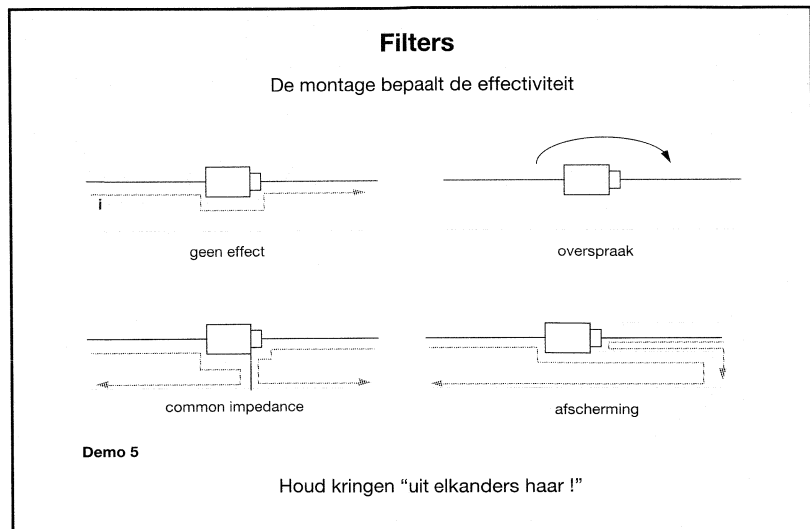 Filters
De montage bepaalt de effectiviteit
i
geen effect
overspraak
common impedance
afscherming
Demo 5
Houd kringen “uit elkanders haar !”